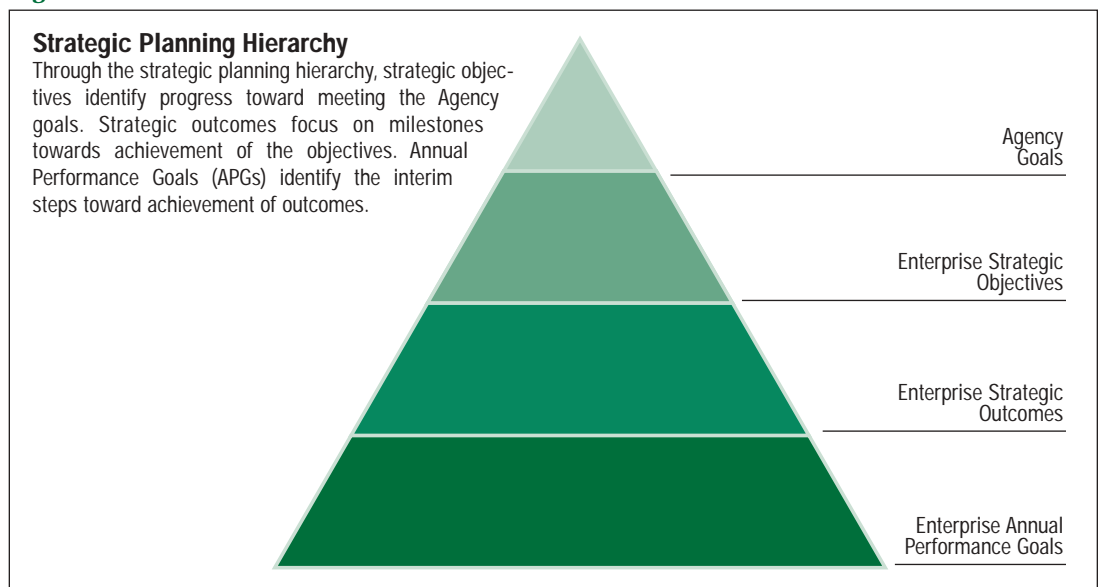 Strategic Planning Hierarchy
Through the strategic planning hierarchy, strategic objec-
tives identify progress toward meeting the Agency
goals. Strategic outcomes focus on milestones
towards achievement of the objectives. Annual
Performance Goals (APGs) identify the interim
steps toward achievement of outcomes.
Agency
Goals
Enterprise Strategic
Objectives
Enterprise Strategic
Outcomes
Enterprise Annual
Performance Goals